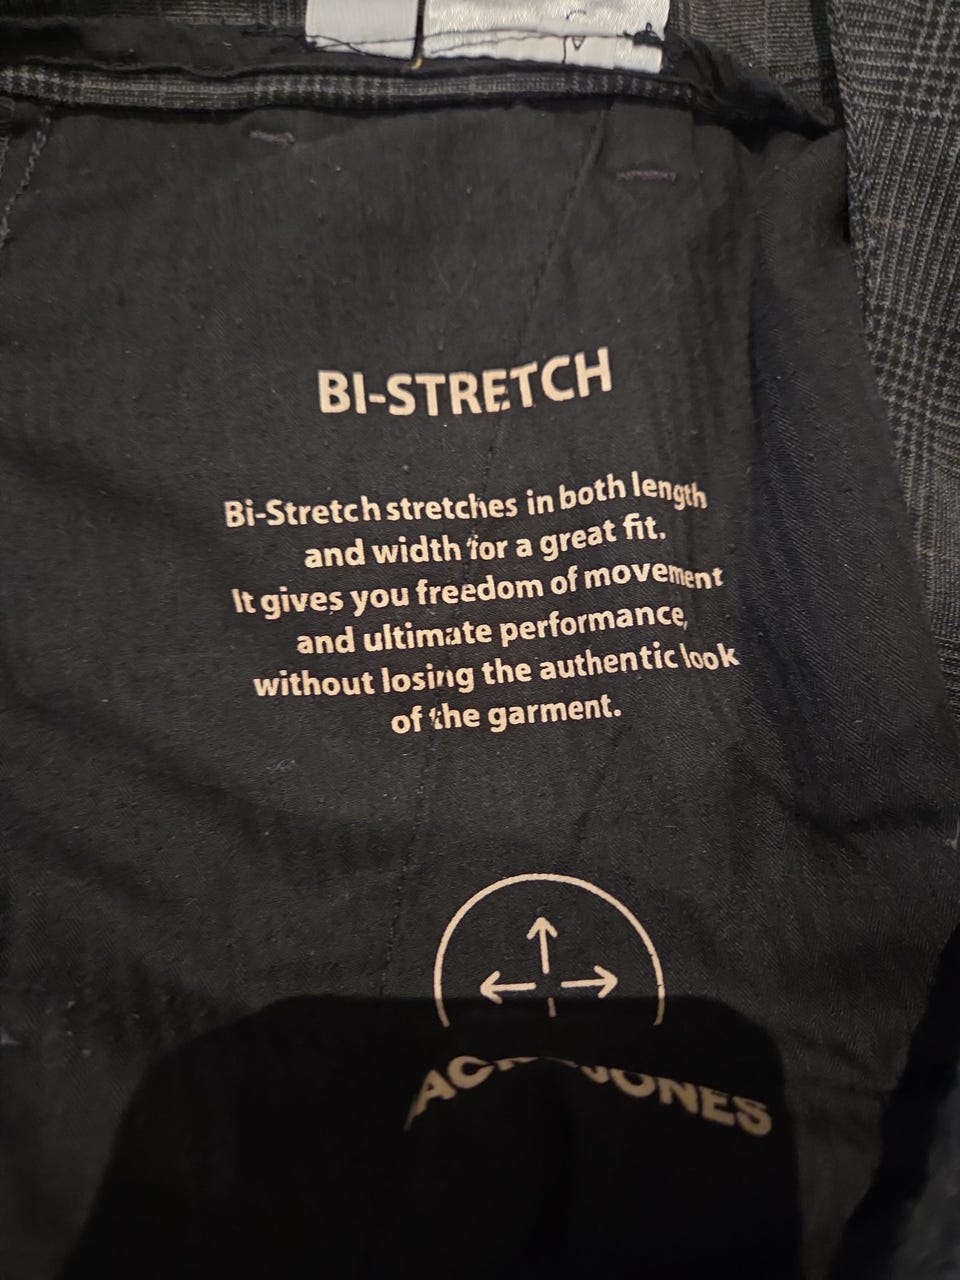 BI-STRETCH
Bi-Stretch stretches in both length
and width for a great fit.
It gives you freedom of movement
and ultimate performance,
without losing the authentic look
of the garment.
JONES